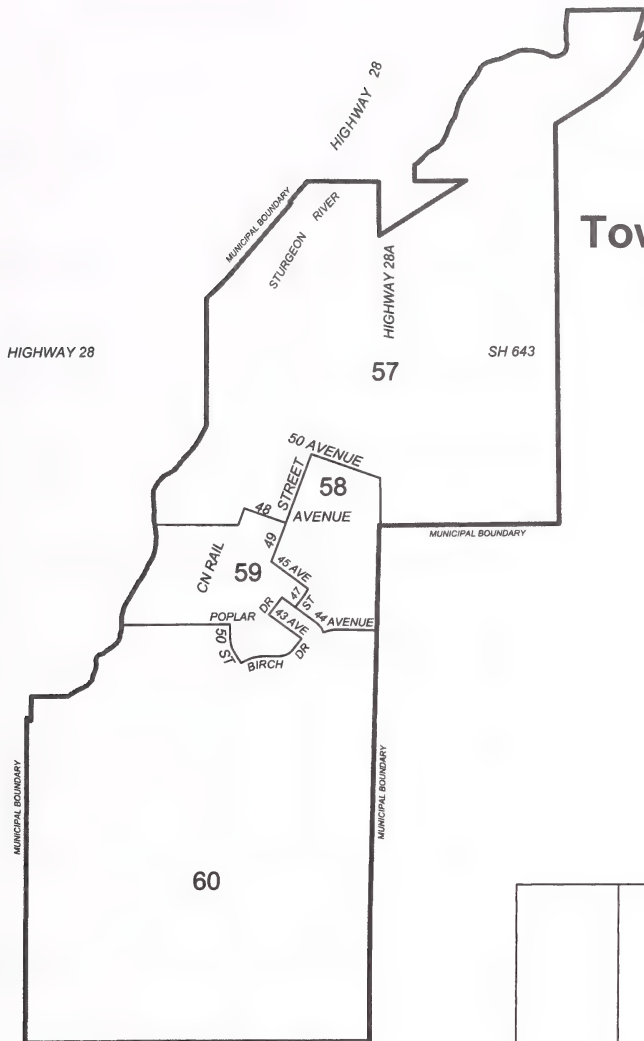 HIGHWAY 28
MUNICIPAL BOUNDARY
STURGEON RIVER
HIGHWAY 28A
HIGHWAY 28
SH 643
57
50 AVENUE
STREET
58
48 AVENUE
49
MUNICIPAL BOUNDARY
CN RAIL
59
45 AVE
47 ST
POPLAR DR
43 AVE
44 AVENUE
50 ST
BIRCH DR
MUNICIPAL BOUNDARY
MUNICIPAL BOUNDARY
60